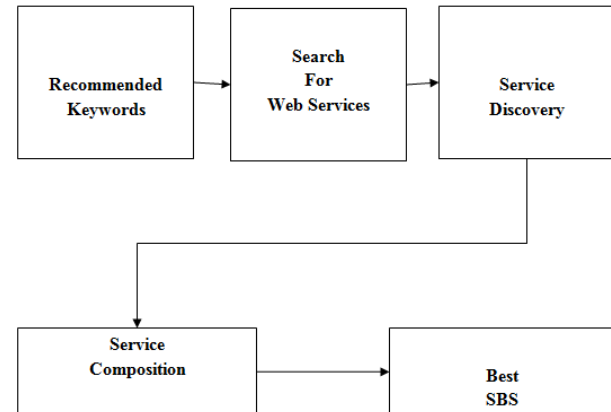 Recommended
Keywords
Search
For
Web Services
Service
Discovery
Service
Composition
Best
SBS